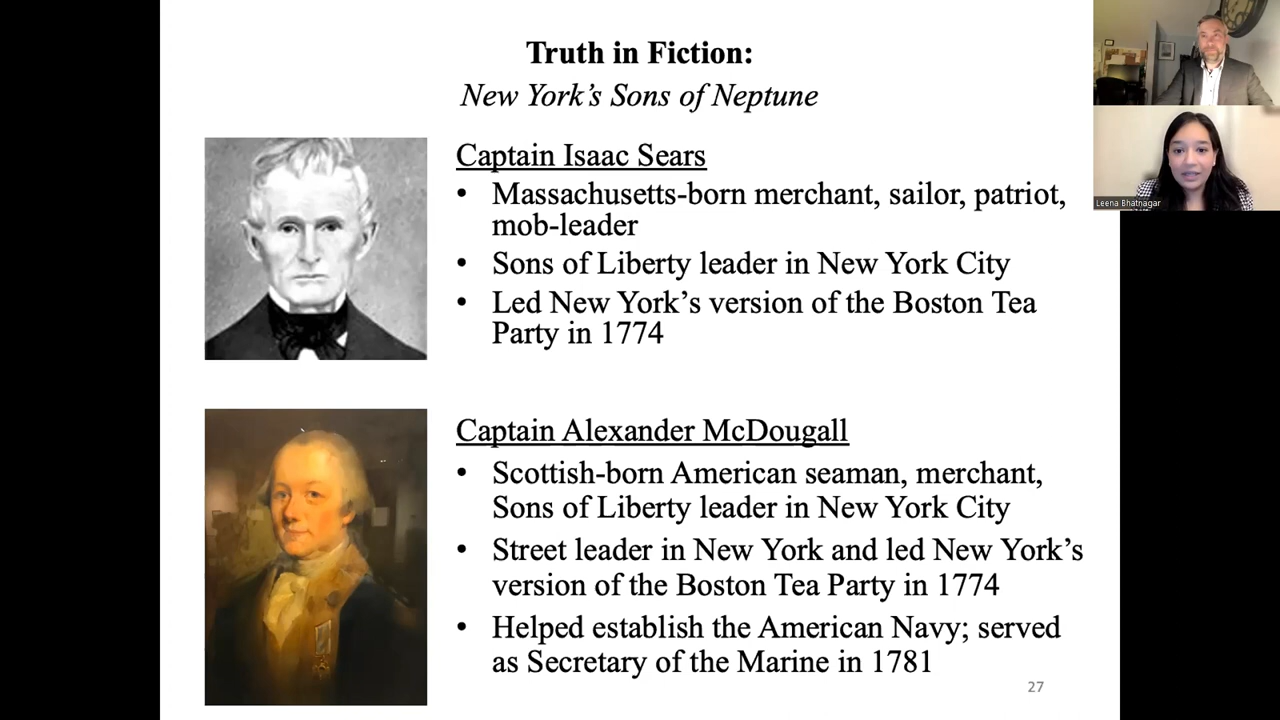 Truth in Fiction:
New York's Sons of Neptune
Captain Isaac Sears
• Massachusetts-born merchant, sailor, patriot,
mob-leader
• Sons of Liberty leader in New York City
• Led New York's version of the Boston Tea
Party in 1774
Captain Alexander McDougall
• Scottish-born American seaman, merchant,
Sons of Liberty leader in New York City
• Street leader in New York and led New York's
version of the Boston Tea Party in 1774
• Helped establish the American Navy; served
as Secretary of the Marine in 1781
27
Leena Bhatnagar